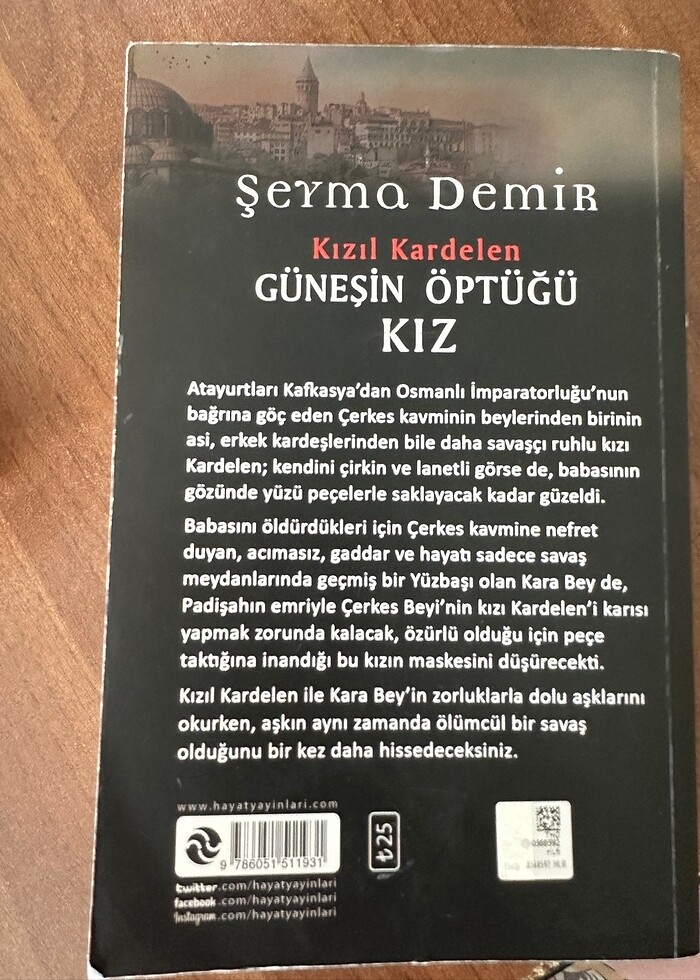 Şeyma Demir
Kızıl Kardelen
GÜNEŞİN ÖPTÜĞÜ
KIZ
Atayurtları Kafkasya'dan Osmanlı İmparatorluğu'nun
bağrına göç eden Çerkes kavminin beylerinden birinin
asi, erkek kardeşlerinden bile daha savaşçı ruhlu kızı
Kardelen; kendini çirkin ve lanetli görse de, babasının
gözünde yüzü peçelerle saklayacak kadar güzeldi.
Babasını öldürdükleri için Çerkes kavmine nefret
duyan, acımasız, gaddar ve hayatı sadece savaş
meydanlarında geçmiş bir Yüzbaşı olan Kara Bey de,
Padişahın emriyle Çerkes Beyi'nin kızı Kardelen'i karısı
yapmak zorunda kalacak, özürlü olduğu için peçe
taktığına inandığı bu kızın maskesini düşürecekti.
Kızıl Kardelen ile Kara Bey'in zorluklarla dolu aşklarını
okurken, aşkın aynı zamanda ölümcül bir savaş
olduğunu bir kez daha hissedeceksiniz.
www.hayatyayinlari.com
9 786051 511931
₺25
twitter.com/hayatyayinlari
facebook.com/hayatyayinlari
Instagram.com/hayatyayinlari